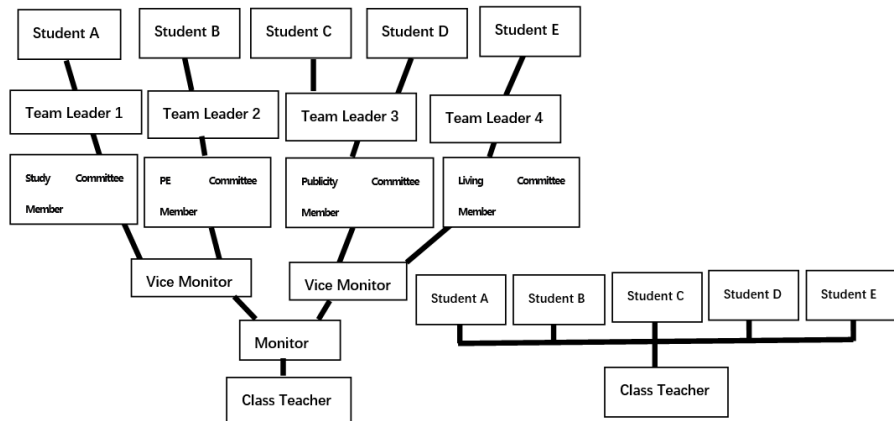 Student A
Student B
Student C
Student D
Student E
Team Leader 1
Team Leader 2
Team Leader 3
Team Leader 4
Study Committee
Member
PE Committee
Member
Publicity Committee
Member
Living Committee
Member
Vice Monitor
Vice Monitor
Monitor
Class Teacher
Student A
Student B
Student C
Student D
Student E
Class Teacher